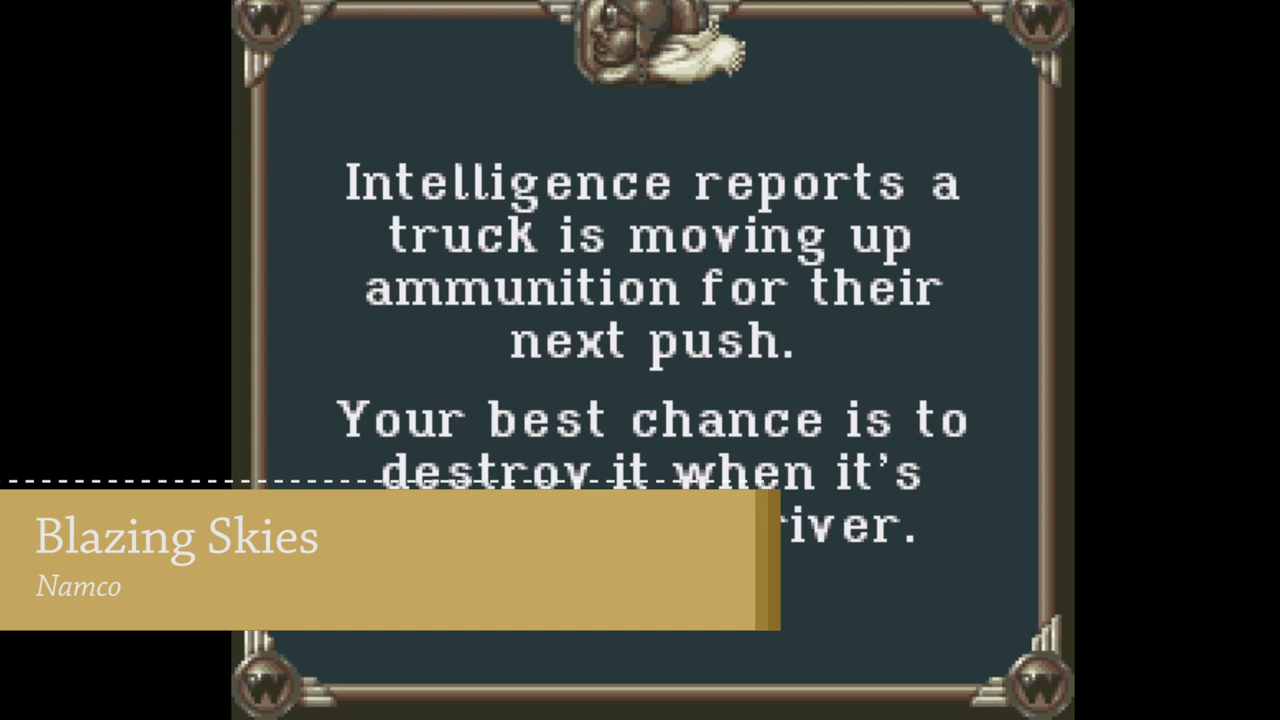 Intelligence reports a
truck is moving up
ammunition for their
next push.
Your best chance is to
destroy it when it's
river.
Blazing Skies
Namco